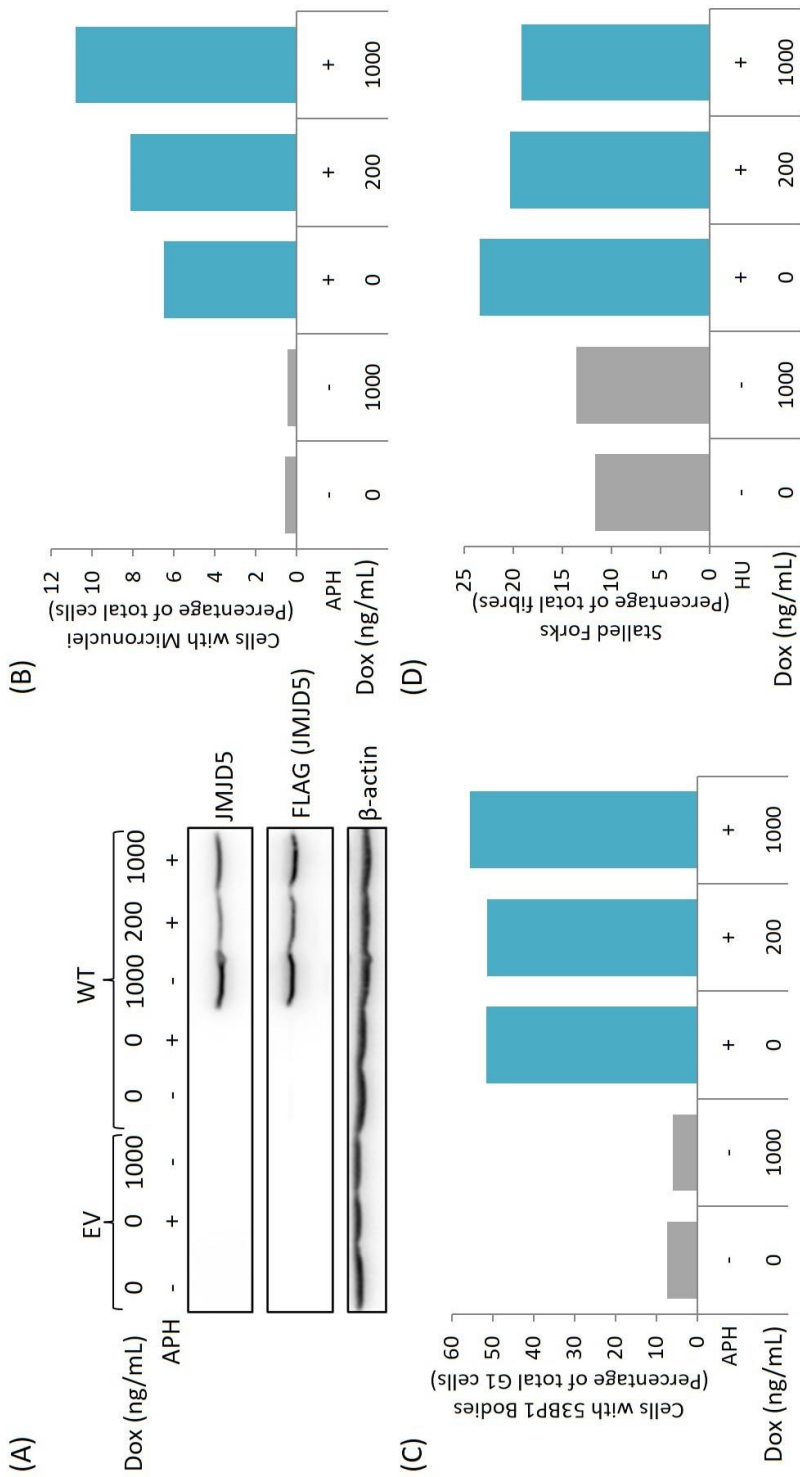 (A)
EV WT
Dox (ng/mL) 0 0 1000 0 0 1000 200 1000
APH - + - - + - + +
JMJD5
FLAG (JMJD5)
β-actin
(B)
Cells with Micronuclei
(Percentage of total cells)
12
10
8
6
4
2
0
APH - - + + +
Dox (ng/mL) 0 1000 0 200 1000
(C)
Cells with 53BP1 Bodies
(Percentage of total G1 cells)
60
50
40
30
20
10
0
APH - - + + +
Dox (ng/mL) 0 1000 0 200 1000
(D)
Stalled Forks
(Percentage of total fibres)
25
20
15
10
5
0
HU - - + + +
Dox (ng/mL) 0 1000 0 200 1000